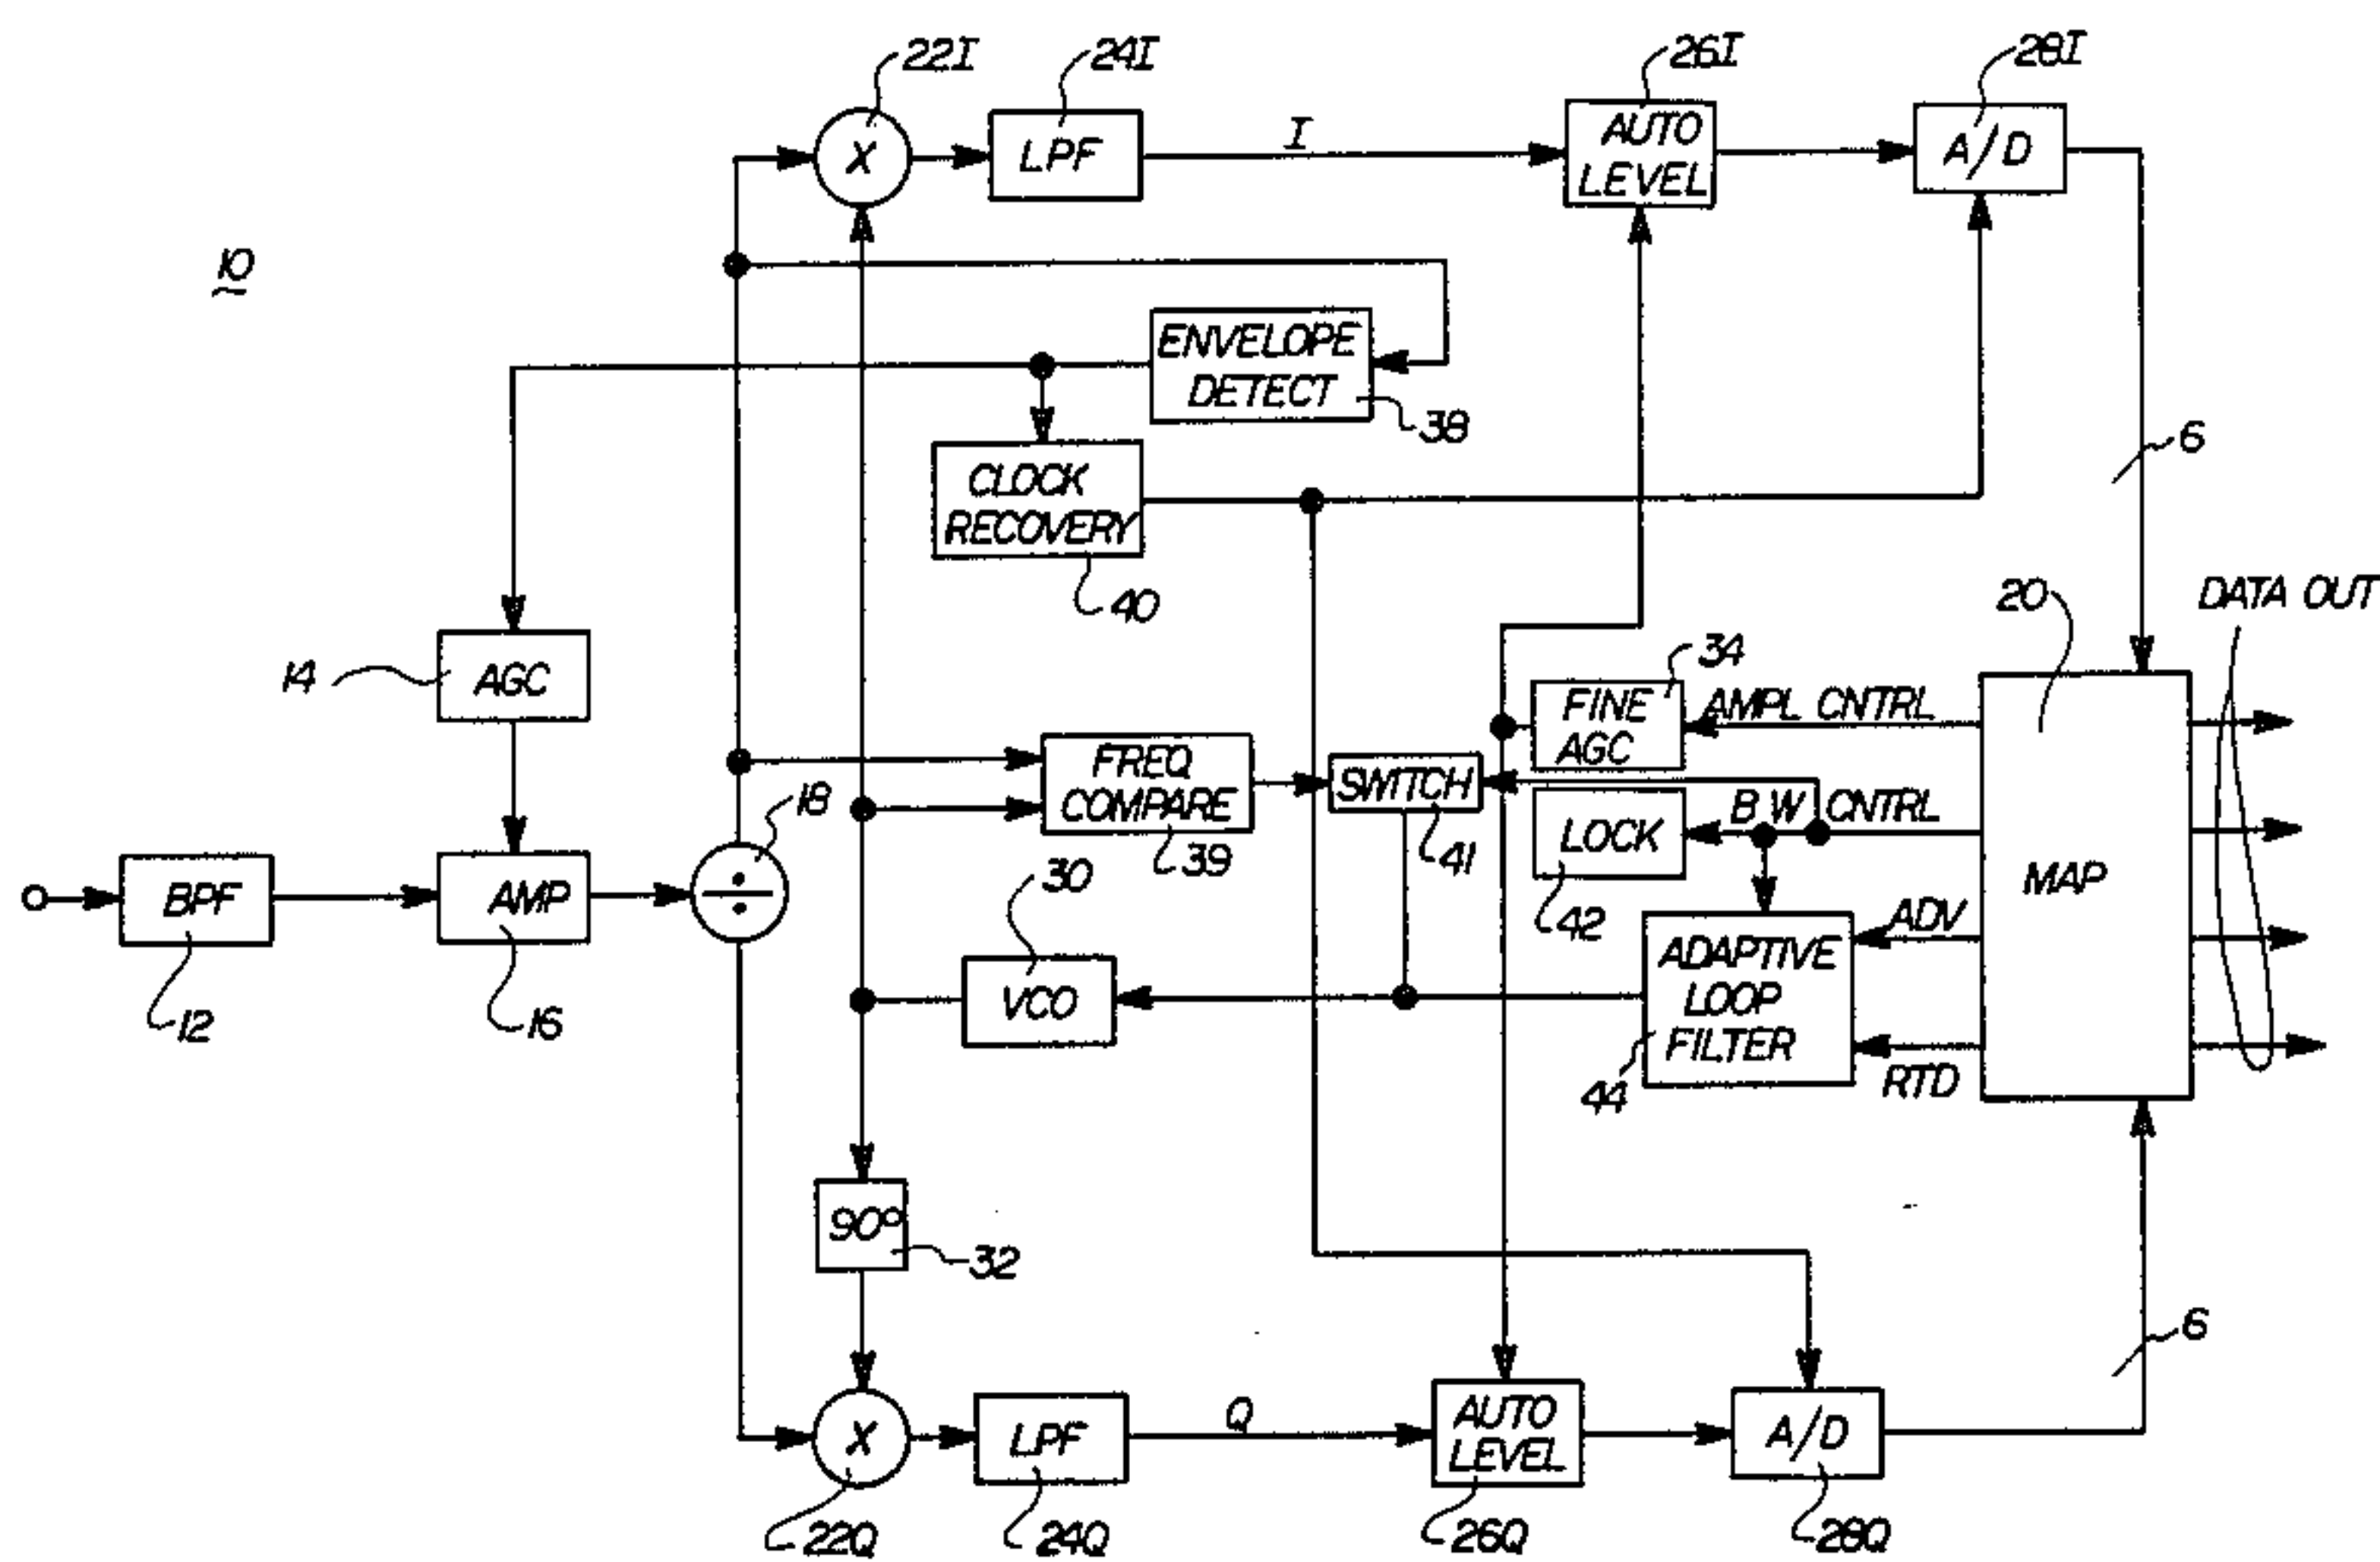 22I
24I
26I
28I
X
LPF
I
AUTO
LEVEL
A/D
10
ENVELOPE
DETECT
38
6
CLOCK
RECOVERY
40
20
DATA OUT
14
AGC
34
FINE
AGC
AMPL CNTRL
FREQ
COMPARE
39
SWITCH
41
18
÷
BW CNTRL
LOCK
42
MAP
BPF
12
AMP
16
30
VCO
ADV
ADAPTIVE
LOOP
FILTER
44
RTD
90°
32
6
X
LPF
Q
AUTO
LEVEL
A/D
22Q
24Q
26Q
28Q